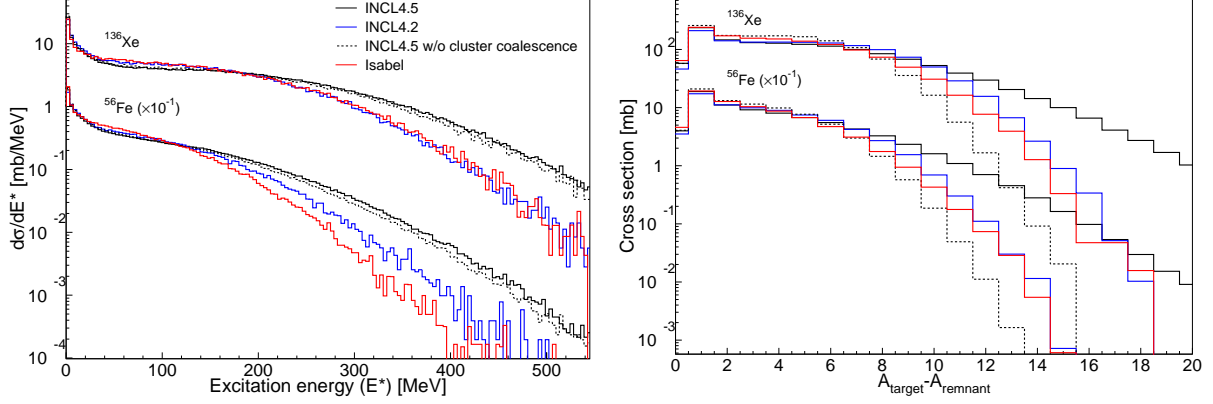 INCL4.5
INCL4.2
INCL4.5 w/o cluster coalescence
Isabel
¹³⁶Xe
⁵⁶Fe (×10⁻¹)
dσ/dE* [mb/MeV]
10
1
10⁻¹
10⁻²
10⁻³
10⁻⁴
0 100 200 300 400 500
Excitation energy (E*) [MeV]
¹³⁶Xe
⁵⁶Fe (×10⁻¹)
Cross section [mb]
10²
10
1
10⁻¹
10⁻²
10⁻³
0 2 4 6 8 10 12 14 16 18 20
A_target-A_remnant